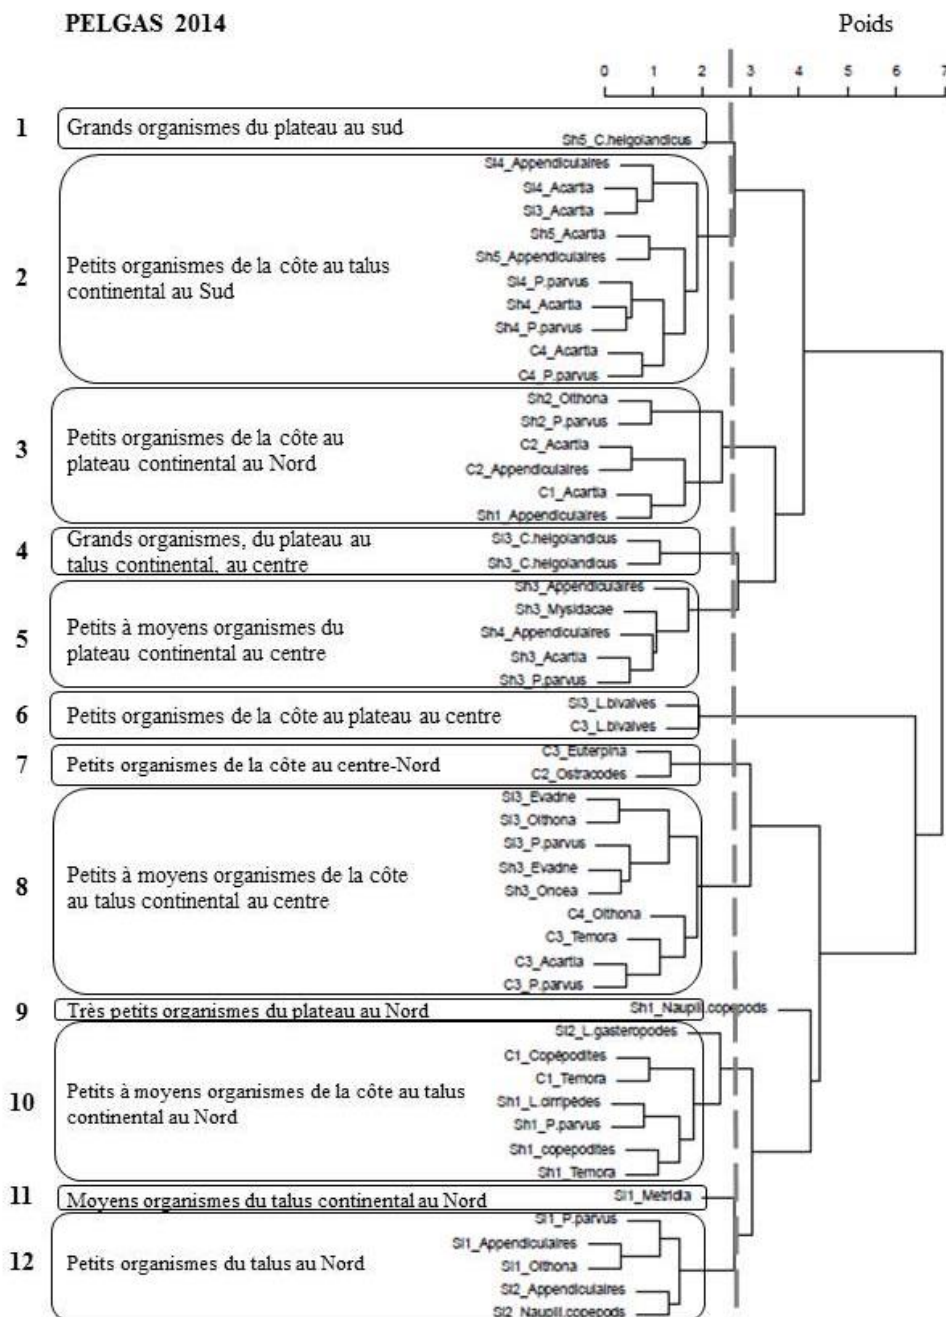 PELGAS 2014
Poids
0 1 2 3 4 5 6 7
1
Grands organismes du plateau au sud
Sh5_C.helgolandicus
2
Petits organismes de la côte au talus
continental au Sud
Sl4_Appendiculaires
Sl4_Acartia
Sl3_Acartia
Sh5_Acartia
Sh5_Appendiculaires
Sl4_P.parvus
Sh4_Acartia
Sh4_P.parvus
C4_Acartia
C4_P.parvus
3
Petits organismes de la côte au
plateau continental au Nord
Sh2_Oithona
Sh2_P.parvus
C2_Acartia
C2_Appendiculaires
C1_Acartia
Sh1_Appendiculaires
4
Grands organismes, du plateau au
talus continental, au centre
Sl3_C.helgolandicus
Sh3_C.helgolandicus
5
Petits à moyens organismes du
plateau continental au centre
Sh3_Appendiculaires
Sh3_Mysidacae
Sh4_Appendiculaires
Sh3_Acartia
Sh3_P.parvus
6
Petits organismes de la côte au plateau au centre
Sl3_L.bivalves
C3_L.bivalves
7
Petits organismes de la côte au centre-Nord
C3_Euterpina
C2_Ostracodes
8
Petits à moyens organismes de la côte
au talus continental au centre
Sl3_Evadne
Sl3_Oithona
Sl3_P.parvus
Sh3_Evadne
Sh3_Oncea
C4_Oithona
C3_Temora
C3_Acartia
C3_P.parvus
9
Très petits organismes du plateau au Nord
Sh1_Nauplii.copepods
10
Petits à moyens organismes de la côte au talus
continental au Nord
Sl2_L.gasteropodes
C1_Copépodites
C1_Temora
Sh1_L.cirripèdes
Sh1_P.parvus
Sh1_copepodites
Sh1_Temora
11
Moyens organismes du talus continental au Nord
Sl1_Metridia
12
Petits organismes du talus au Nord
Sl1_P.parvus
Sl1_Appendiculaires
Sl1_Oithona
Sl2_Appendiculaires
Sl2_Nauplii.copepods